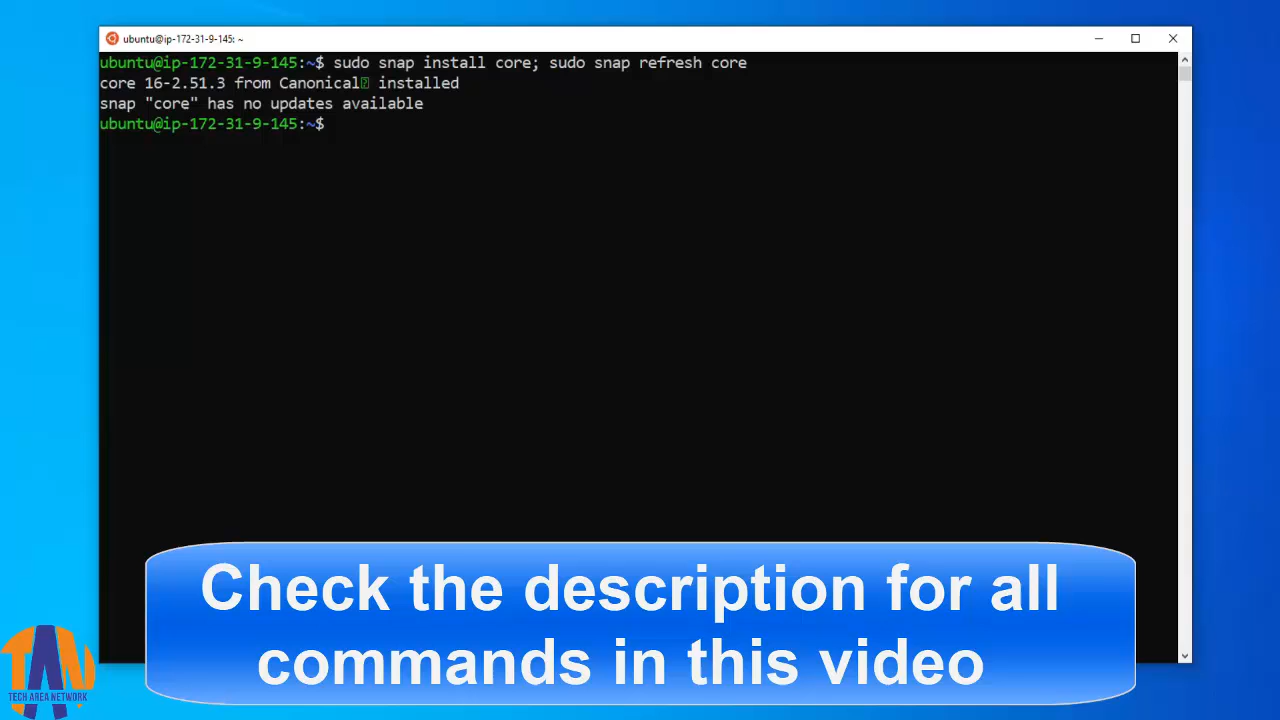 ubuntu@ip-172-31-9-145: ~
ubuntu@ip-172-31-9-145:~$ sudo snap install core; sudo snap refresh core
core 16-2.51.3 from Canonical✓ installed
snap "core" has no updates available
ubuntu@ip-172-31-9-145:~$
Check the description for all
commands in this video
TAN
TECH AREA NETWORK